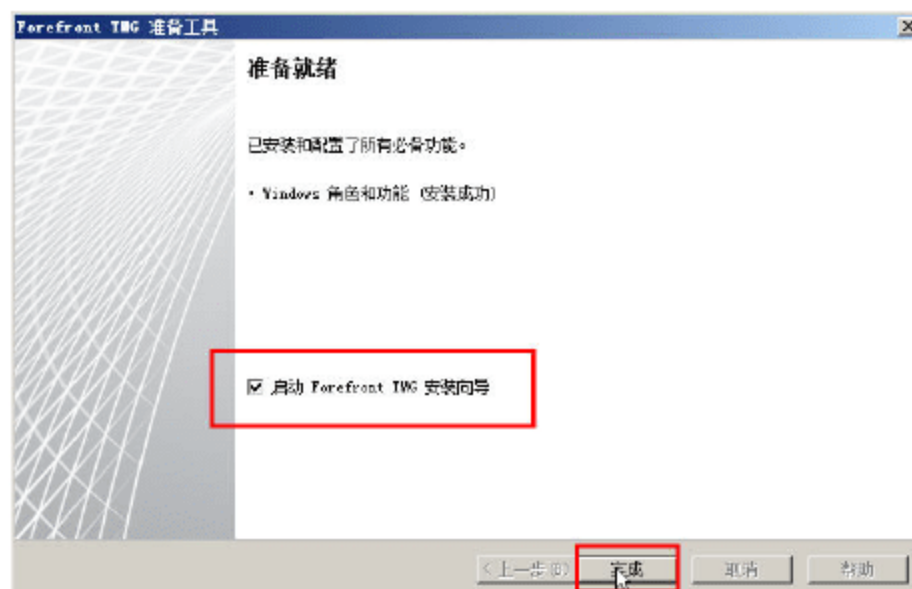 Forefront TMG 准备工具
准备就绪
已安装和配置了所有必备功能。
· Windows 角色和功能 (安装成功)
启动 Forefront TMG 安装向导
<上一步(B) 完成 取消 帮助